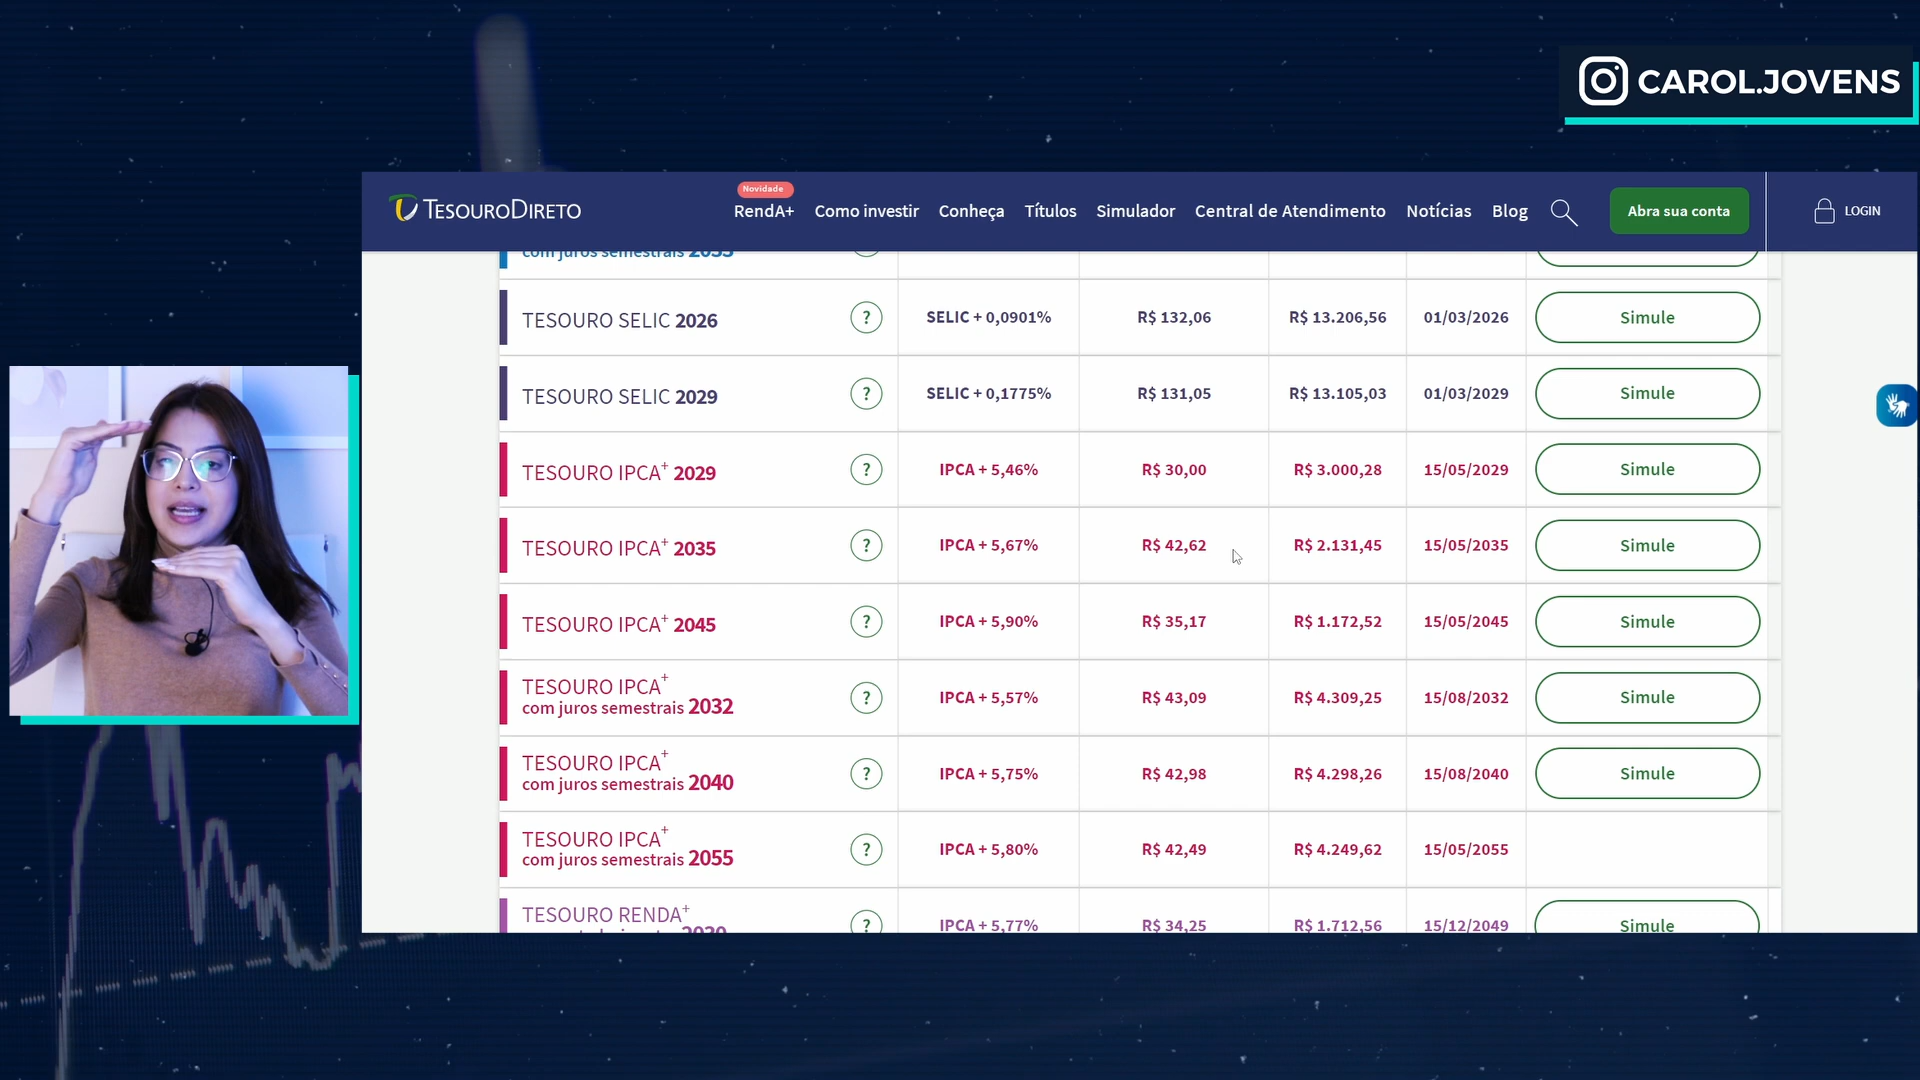 CAROL.JOVENS
TESOURODIRETO
Novidade
RendA+
Como investir
Conheça
Títulos
Simulador
Central de Atendimento
Notícias
Blog
Abra sua conta
LOGIN
com juros semestrais
TESOURO SELIC 2026 ? SELIC + 0,0901% R$ 132,06 R$ 13.206,56 01/03/2026 Simule
TESOURO SELIC 2029 ? SELIC + 0,1775% R$ 131,05 R$ 13.105,03 01/03/2029 Simule
TESOURO IPCA+ 2029 ? IPCA + 5,46% R$ 30,00 R$ 3.000,28 15/05/2029 Simule
TESOURO IPCA+ 2035 ? IPCA + 5,67% R$ 42,62 R$ 2.131,45 15/05/2035 Simule
TESOURO IPCA+ 2045 ? IPCA + 5,90% R$ 35,17 R$ 1.172,52 15/05/2045 Simule
TESOURO IPCA+
com juros semestrais 2032 ? IPCA + 5,57% R$ 43,09 R$ 4.309,25 15/08/2032 Simule
TESOURO IPCA+
com juros semestrais 2040 ? IPCA + 5,75% R$ 42,98 R$ 4.298,26 15/08/2040 Simule
TESOURO IPCA+
com juros semestrais 2055 ? IPCA + 5,80% R$ 42,49 R$ 4.249,62 15/05/2055
TESOURO RENDA+ ? IPCA + 5,77% R$ 34,25 R$ 1.712,56 15/12/2049 Simule